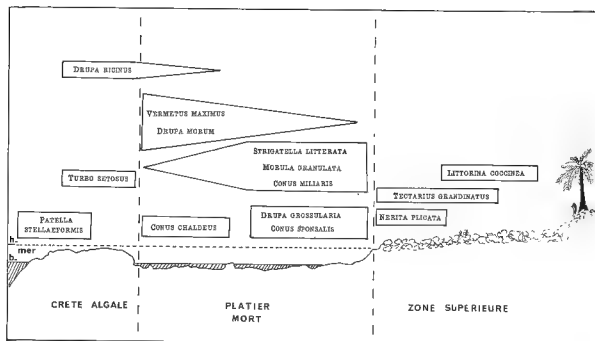 DRUPA RICINUS
VERMETUS MAXIMUS
DRUPA MORUM
STRIGATELLA LITTERATA
MORULA GRANULATA
CONUS MILIARIS
TURBO SETOSUS
LITTORINA COCCINEA
TECTARIUS GRANDINATUS
PATELLA
STELLAEFORMIS
CONUS CHALDEUS
DRUPA GROSSULARIA
CONUS SPONSALIS
NERITA PLICATA
h.
mer
b.
CRETE ALGALE
PLATIER
MORT
ZONE SUPERIEURE